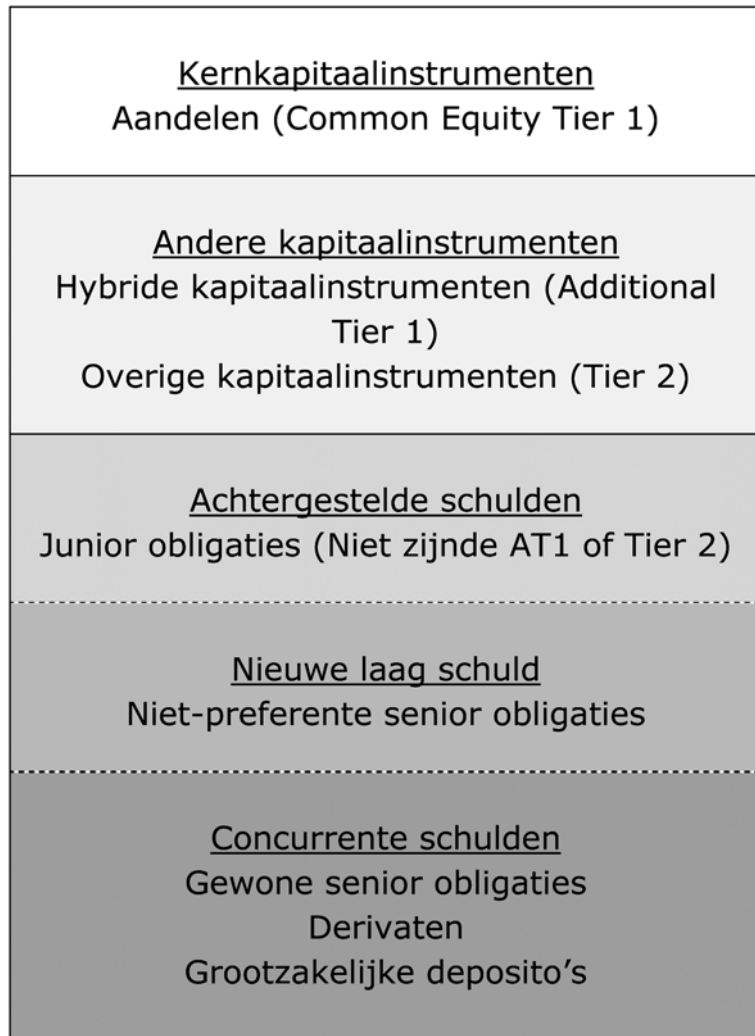 Kernkapitaalinstrumenten
Aandelen (Common Equity Tier 1)
Andere kapitaalinstrumenten
Hybride kapitaalinstrumenten (Additional
Tier 1)
Overige kapitaalinstrumenten (Tier 2)
Achtergestelde schulden
Junior obligaties (Niet zijnde AT1 of Tier 2)
Nieuwe laag schuld
Niet-preferente senior obligaties
Concurrente schulden
Gewone senior obligaties
Derivaten
Grootzakelijke deposito’s